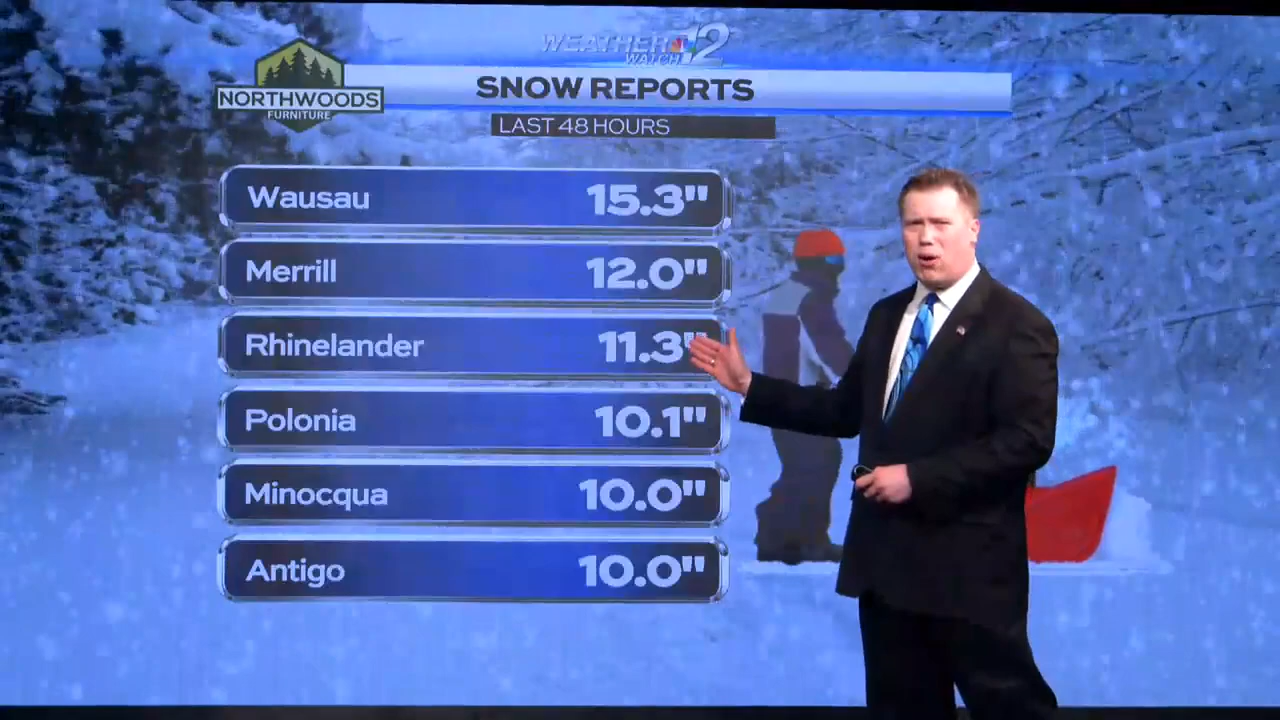 WEATHER 12
WATCH
NORTHWOODS
FURNITURE
SNOW REPORTS
LAST 48 HOURS
Wausau 15.3"
Merrill 12.0"
Rhinelander 11.3"
Polonia 10.1"
Minocqua 10.0"
Antigo 10.0"